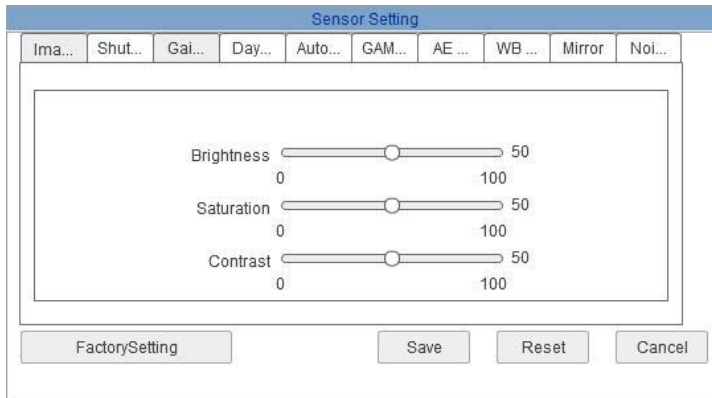 Sensor Setting
Ima... Shut... Gai... Day... Auto... GAM... AE ... WB ... Mirror Noi...
Brightness 50
0 100
Saturation 50
0 100
Contrast 50
0 100
FactorySetting Save Reset Cancel